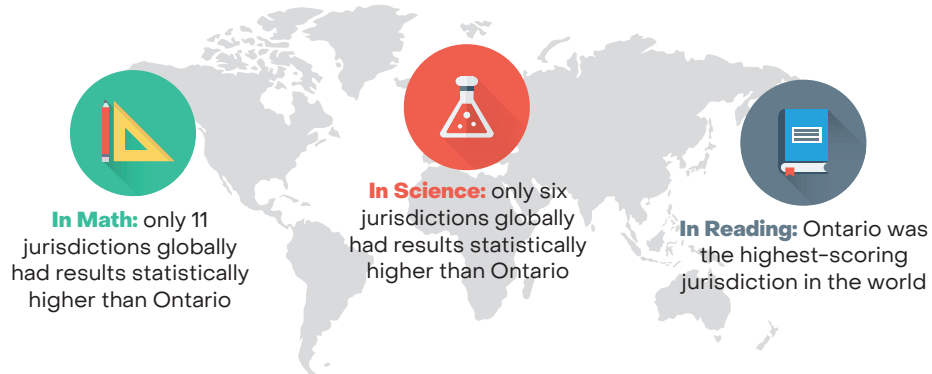 In Math: only 11
jurisdictions globally
had results statistically
higher than Ontario
In Science: only six
jurisdictions globally
had results statistically
higher than Ontario
In Reading: Ontario was
the highest-scoring
jurisdiction in the world